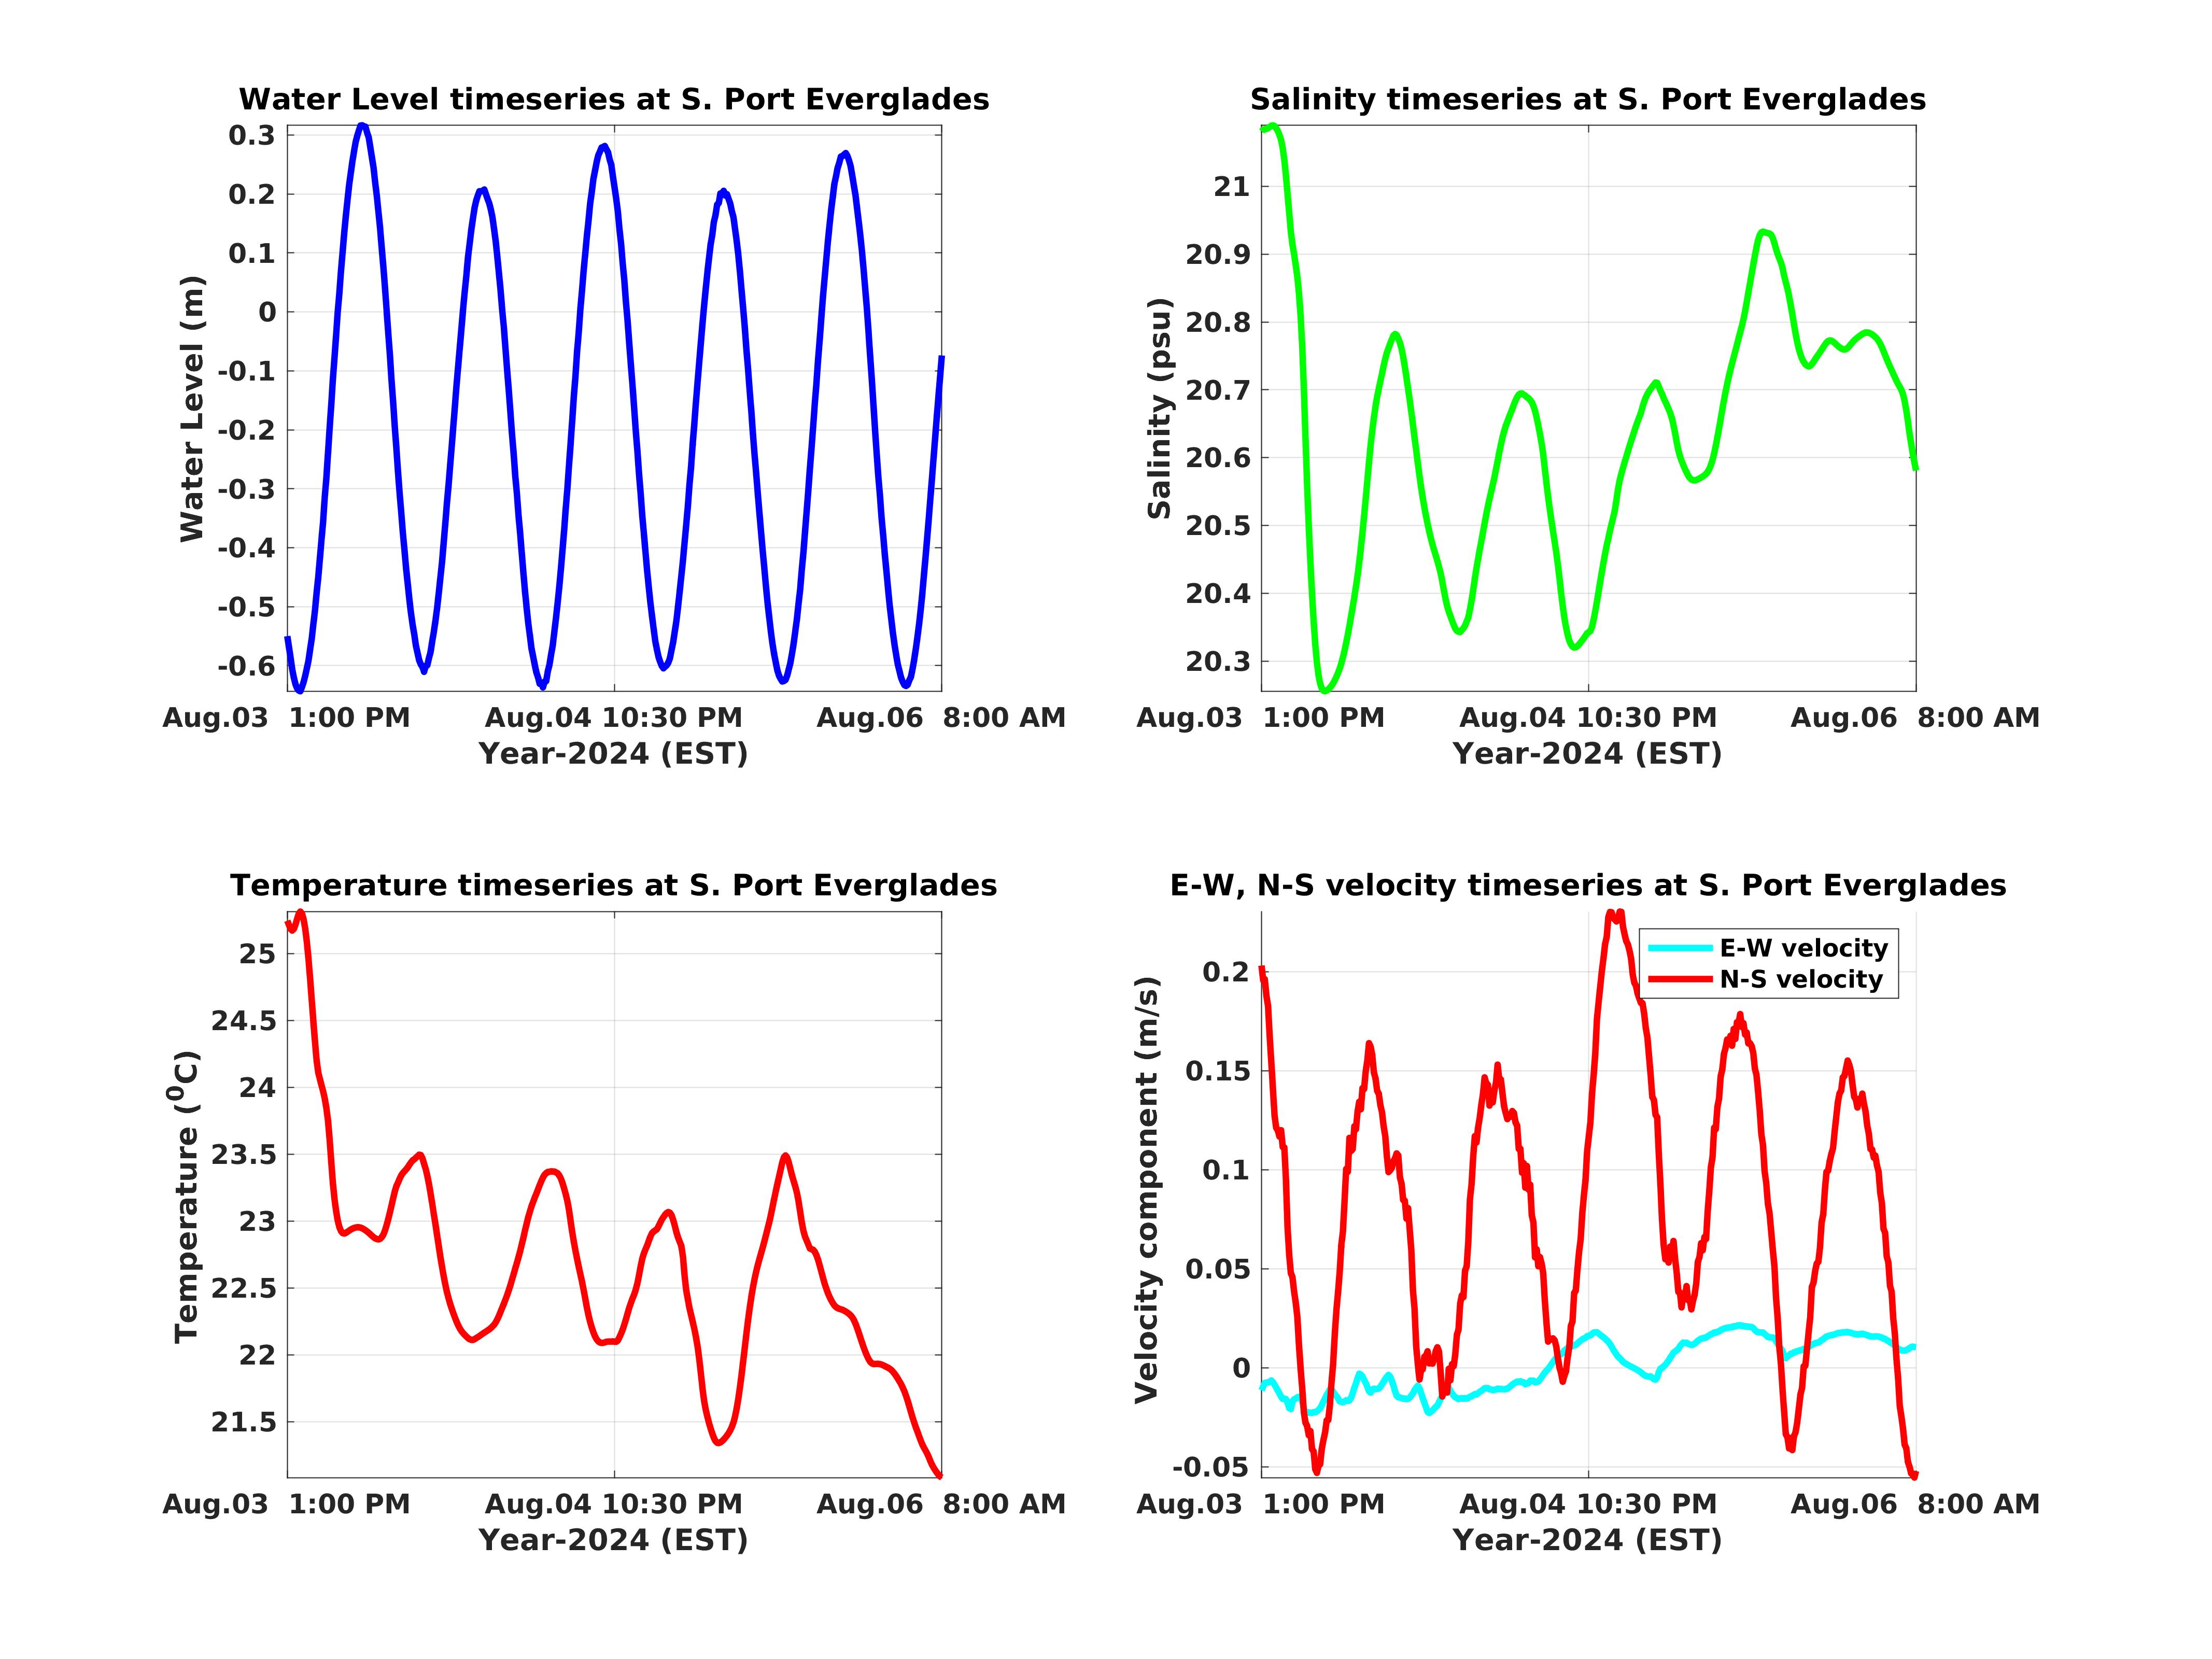 Water Level timeseries at S. Port Everglades
0.3
0.2
0.1
0
-0.1
-0.2
-0.3
-0.4
-0.5
-0.6
Water Level (m)
Aug.03 1:00 PM
Aug.04 10:30 PM
Aug.06 8:00 AM
Year-2024 (EST)
Salinity timeseries at S. Port Everglades
21
20.9
20.8
20.7
20.6
20.5
20.4
20.3
Salinity (psu)
Aug.03 1:00 PM
Aug.04 10:30 PM
Aug.06 8:00 AM
Year-2024 (EST)
Temperature timeseries at S. Port Everglades
25
24.5
24
23.5
23
22.5
22
21.5
Temperature (⁰C)
Aug.03 1:00 PM
Aug.04 10:30 PM
Aug.06 8:00 AM
Year-2024 (EST)
E-W, N-S velocity timeseries at S. Port Everglades
E-W velocity
N-S velocity
0.2
0.15
0.1
0.05
0
-0.05
Velocity component (m/s)
Aug.03 1:00 PM
Aug.04 10:30 PM
Aug.06 8:00 AM
Year-2024 (EST)